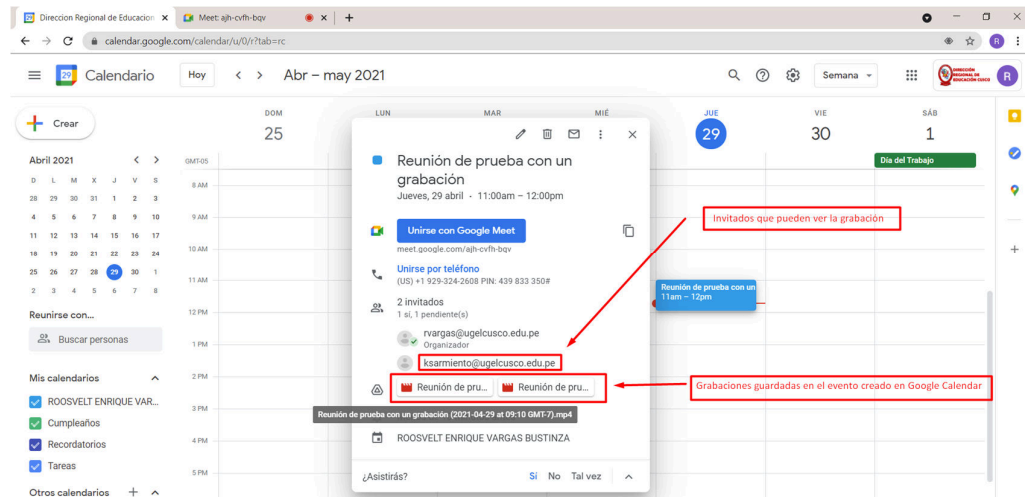 Direccion Regional de Educacion
Meet: ajh-cvfh-bqv
calendar.google.com/calendar/u/0/r?tab=rc
R
29
Calendario
Hoy
Abr – may 2021
Semana
DIRECCIÓN
REGIONAL DE
EDUCACIÓN CUSCO
R
Crear
Abril 2021
D L M X J V S
28 29 30 31 1 2 3
4 5 6 7 8 9 10
11 12 13 14 15 16 17
18 19 20 21 22 23 24
25 26 27 28 29 30 1
2 3 4 5 6 7 8
Reunirse con...
Buscar personas
Mis calendarios
ROOSVELT ENRIQUE VAR...
Cumpleaños
Recordatorios
Tareas
Otros calendarios
DOM
25
LUN
MAR
MIÉ
JUE
29
VIE
30
SÁB
1
GMT-05
Día del Trabajo
8 AM
9 AM
10 AM
11 AM
12 PM
1 PM
2 PM
3 PM
4 PM
5 PM
Reunión de prueba con un
grabación
Jueves, 29 abril · 11:00am – 12:00pm
Unirse con Google Meet
meet.google.com/ajh-cvfh-bqv
Unirse por teléfono
(US) +1 929-324-2608 PIN: 439 833 350#
2 invitados
1 sí, 1 pendiente(s)
rvargas@ugelcusco.edu.pe
Organizador
ksarmiento@ugelcusco.edu.pe
Reunión de pru...
Reunión de pru...
Reunión de prueba con un grabación (2021-04-29 at 09:10 GMT-7).mp4
ROOSVELT ENRIQUE VARGAS BUSTINZA
¿Asistirás?
Sí No Tal vez
Invitados que pueden ver la grabación
Reunión de prueba con un
11am – 12pm
Grabaciones guardadas en el evento creado en Google Calendar